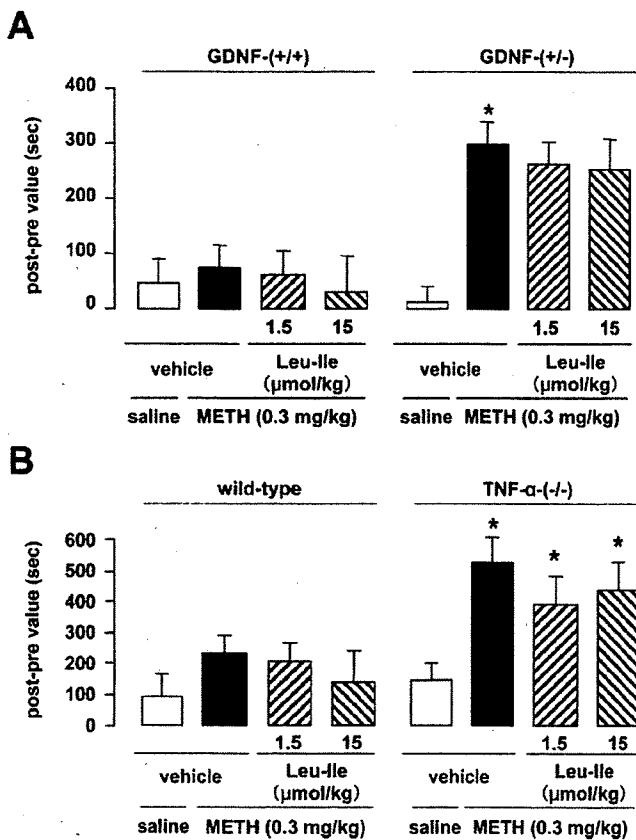 A
GDNF-(+/+) GDNF-(+/-)
post-pre value (sec)
400
300
200
100
0
*
1.5 15 1.5 15
vehicle Leu-Ile (μmol/kg) vehicle Leu-Ile (μmol/kg)
saline METH (0.3 mg/kg) saline METH (0.3 mg/kg)
B
wild-type TNF-α-(-/-)
post-pre value (sec)
600
500
400
300
200
100
0
* * *
1.5 15 1.5 15
vehicle Leu-Ile (μmol/kg) vehicle Leu-Ile (μmol/kg)
saline METH (0.3 mg/kg) saline METH (0.3 mg/kg)